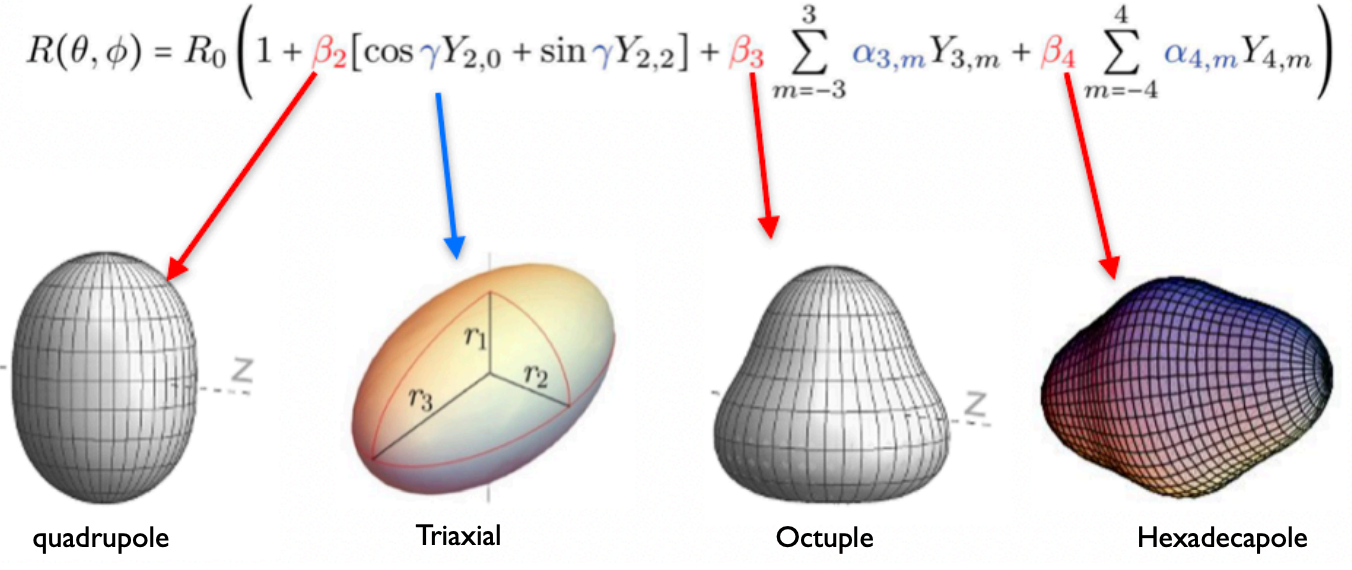 R(θ, ϕ) = R₀ (1 + β₂[cos γY₂,₀ + sin γY₂,₂] + β₃ ∑_{m=−3}^{3} α₃,ₘY₃,ₘ + β₄ ∑_{m=−4}^{4} α₄,ₘY₄,ₘ)
r₁
r₂
r₃
Z
Z
quadrupole
Triaxial
Octuple
Hexadecapole